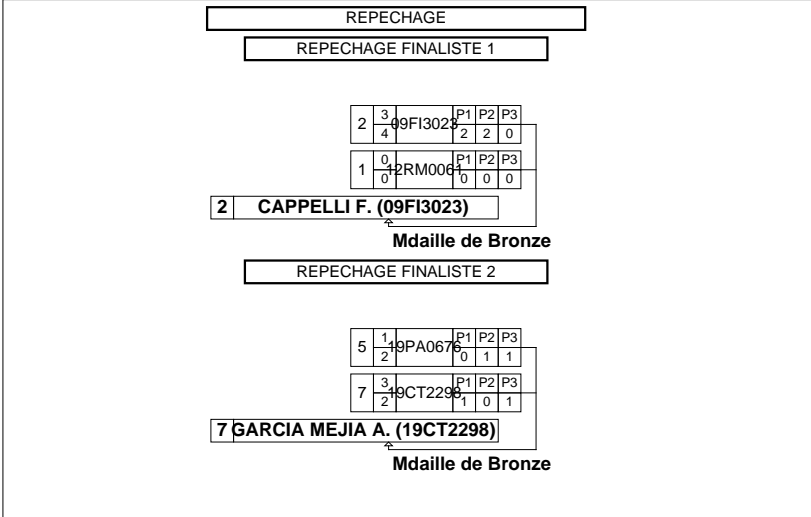 REPECHAGE
REPECHAGE FINALISTE 1
2 3 09FI3023 P1 P2 P3
4 2 2 0
1 0 12RM0061 P1 P2 P3
0 0 0 0
2 CAPPELLI F. (09FI3023)
Mdaille de Bronze
REPECHAGE FINALISTE 2
5 1 19PA0676 P1 P2 P3
2 0 1 1
7 3 19CT2298 P1 P2 P3
2 1 0 1
7 GARCIA MEJIA A. (19CT2298)
Mdaille de Bronze